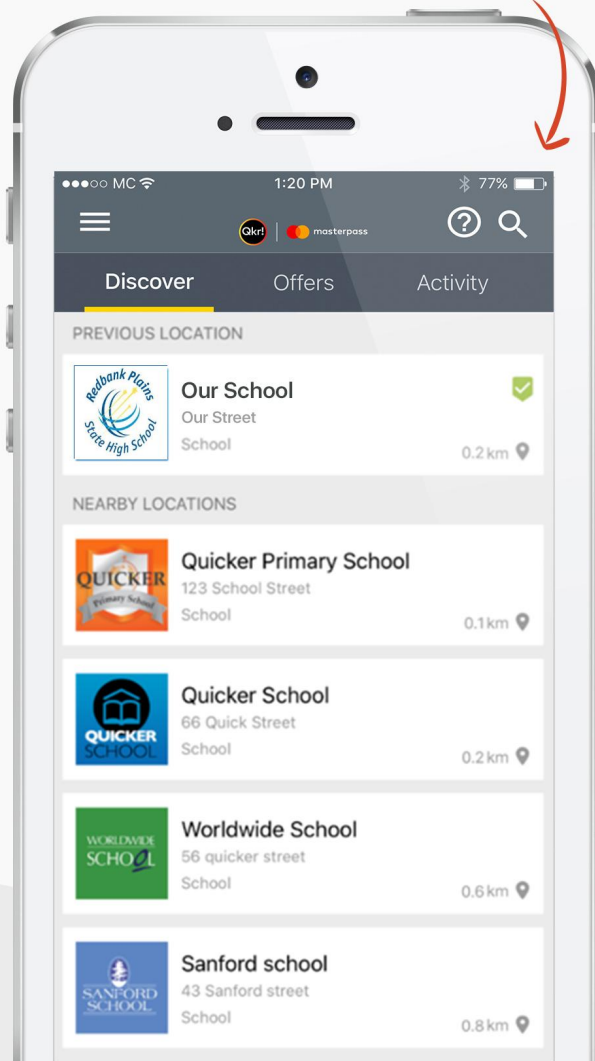 MC
1:20 PM
77%
Qkr!
masterpass
Discover
Offers
Activity
PREVIOUS LOCATION
Redbank Plains
State High School
Our School
Our Street
School
0.2 km
NEARBY LOCATIONS
QUICKER
Primary School
Quicker Primary School
123 School Street
School
0.1 km
QUICKER
SCHOOL
Quicker School
66 Quick Street
School
0.2 km
WORLDWIDE
SCHOOL
Worldwide School
56 quicker street
School
0.6 km
SANFORD
SCHOOL
Sanford school
43 Sanford street
School
0.8 km